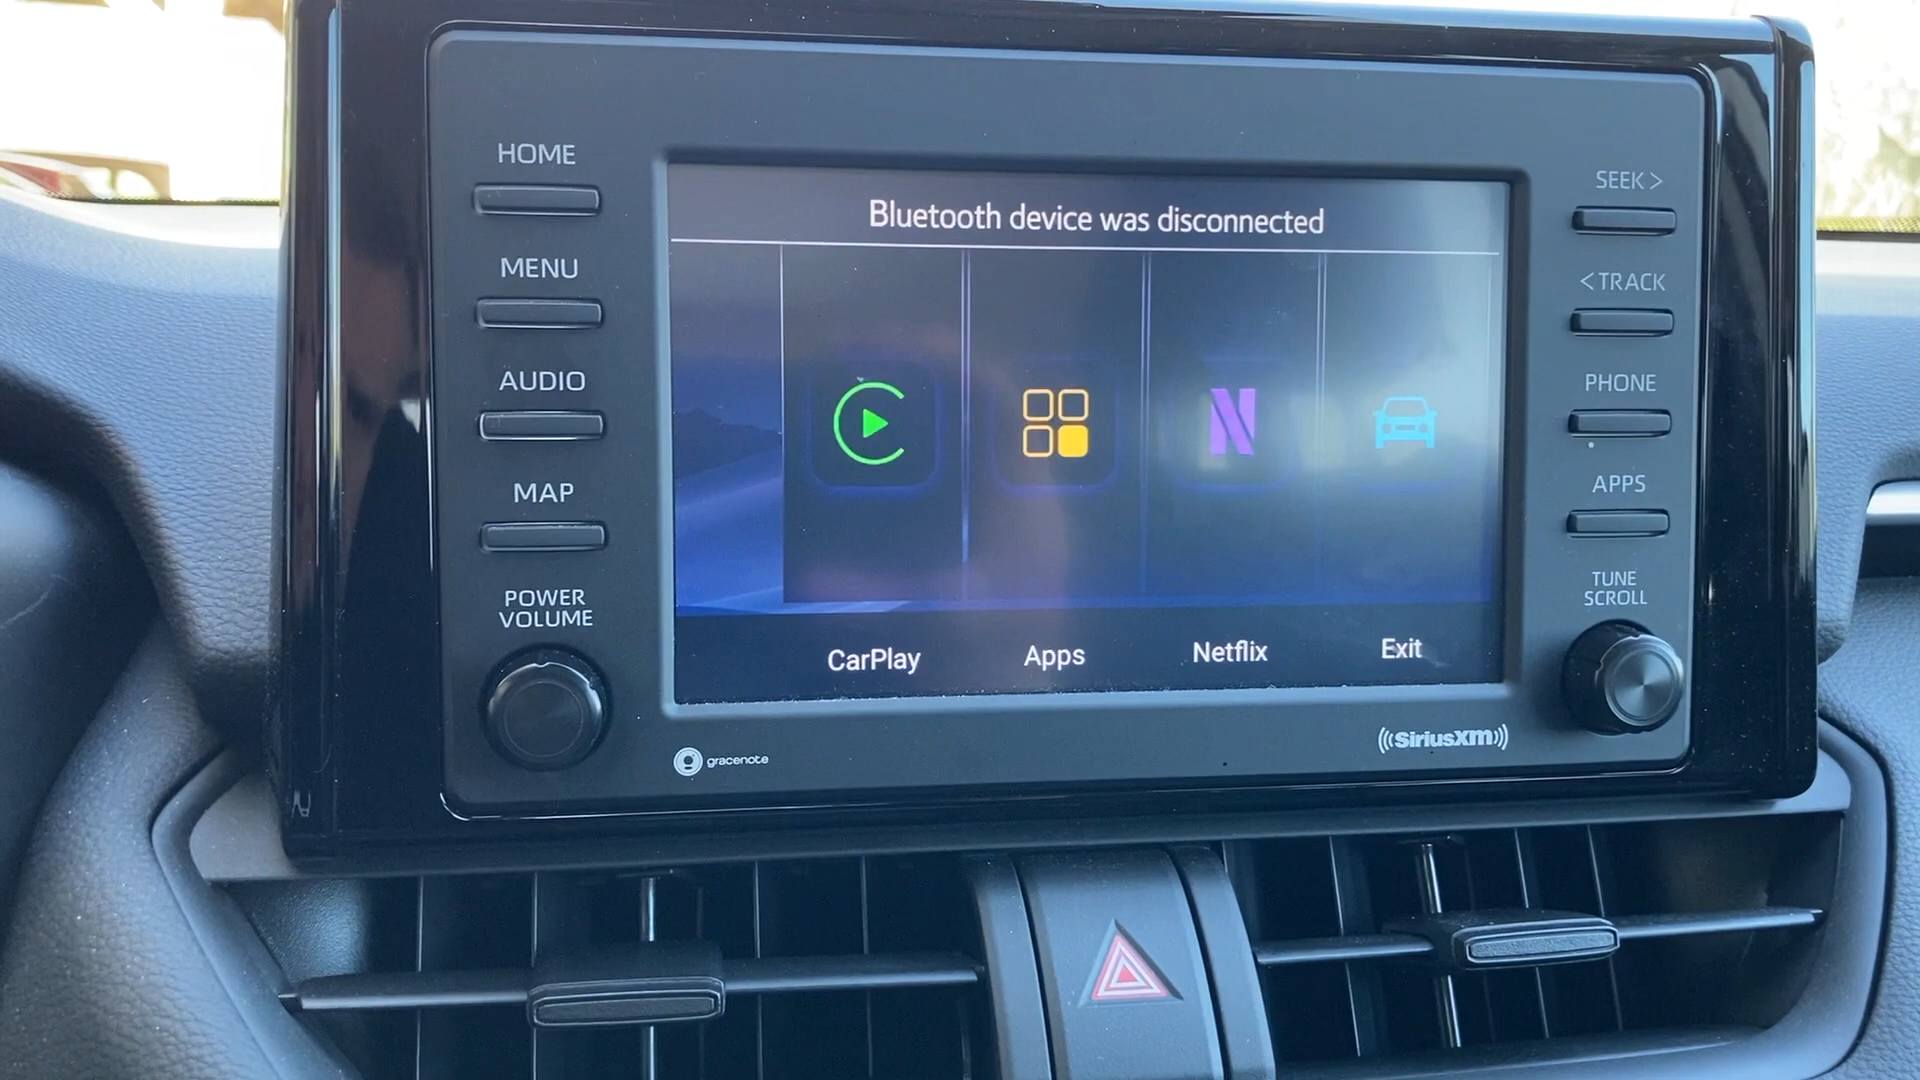 HOME
MENU
AUDIO
MAP
POWER
VOLUME
Bluetooth device was disconnected
CarPlay
Apps
Netflix
Exit
gracenote
SiriusXM
SEEK >
< TRACK
PHONE
APPS
TUNE
SCROLL